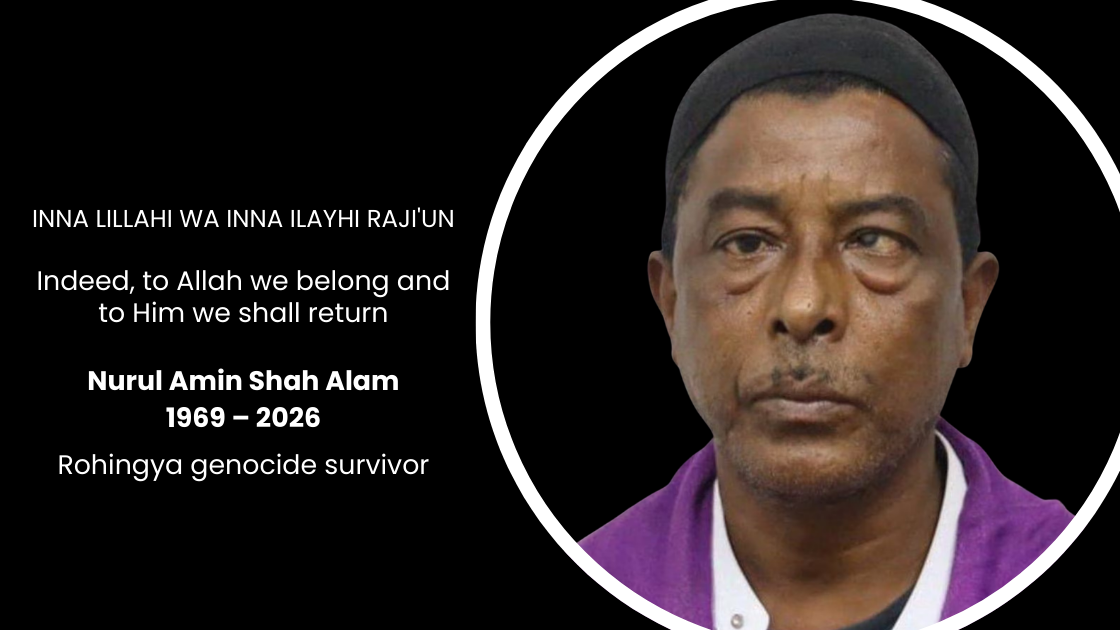 INNA LILLAHI WA INNA ILAYHI RAJI'UN
Indeed, to Allah we belong and
to Him we shall return
Nurul Amin Shah Alam
1969 – 2026
Rohingya genocide survivor